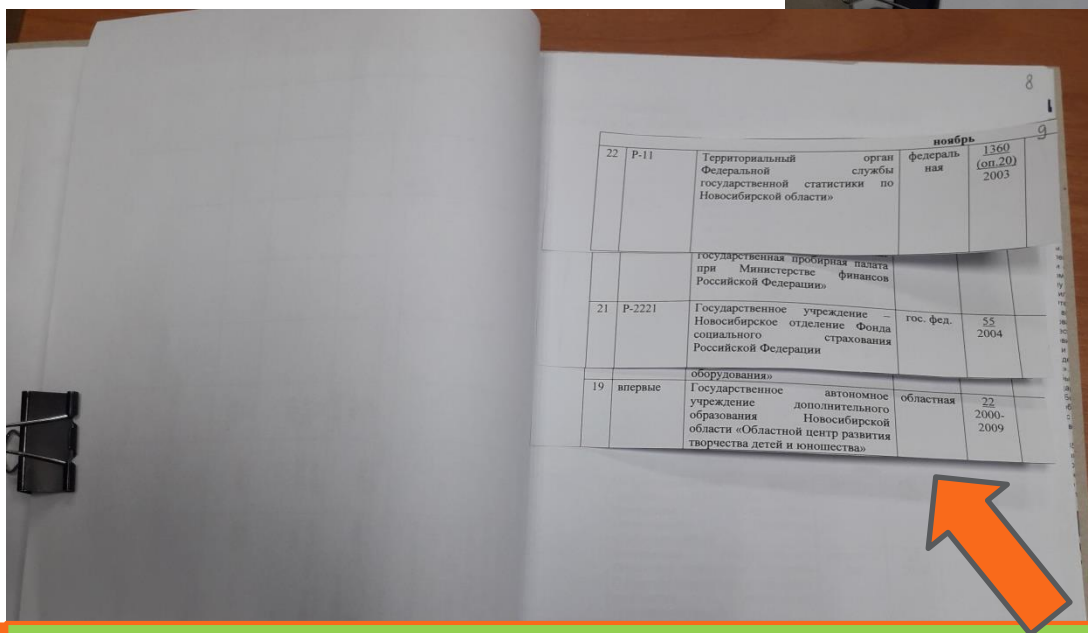 8
9
ноябрь
22 Р-11 Территориальный орган федераль 1360
Федеральной службы ная (оп.20)
государственной статистики по 2003
Новосибирской области»
государственная пробирная палата
при Министерстве финансов
Российской Федерации»
21 Р-2221 Государственное учреждение – гос. фед. 55
Новосибирское отделение Фонда 2004
социального страхования
Российской Федерации
оборудования»
19 впервые Государственное автономное областная 22
учреждение дополнительного 2000-
образования Новосибирской 2009
области «Областной центр развития
творчества детей и юношества»